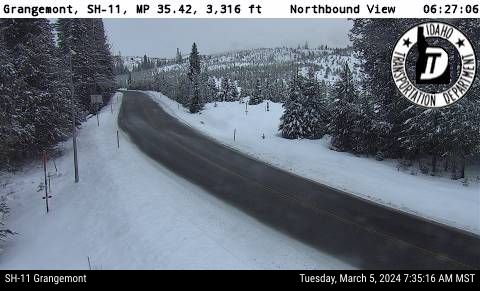 Grangemont, SH-11, MP 35.42, 3,316 ft Northbound View 06:27:06
IDAHO
TRANSPORTATION DEPARTMENT
SH-11 Grangemont Tuesday, March 5, 2024 7:35:16 AM MST